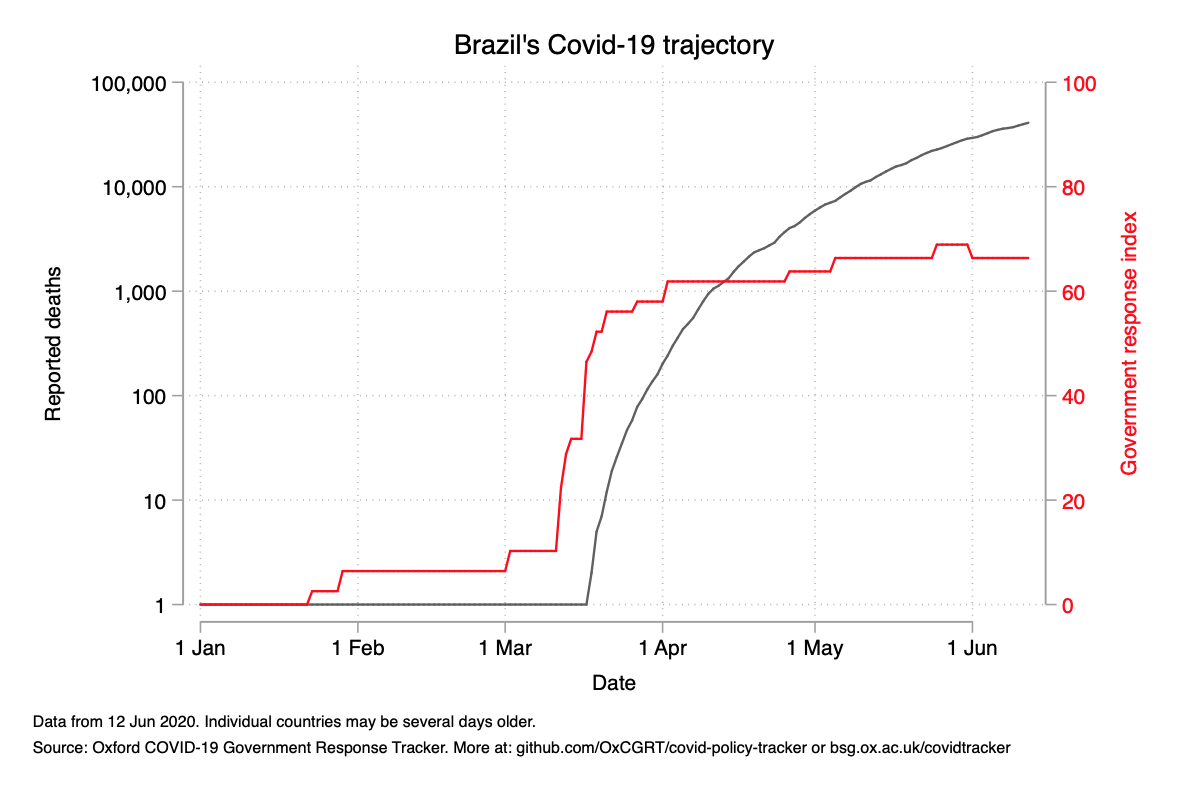 Brazil's Covid-19 trajectory
100,000
10,000
1,000
100
10
1
Reported deaths
100
80
60
40
20
0
Government response index
1 Jan
1 Feb
1 Mar
1 Apr
1 May
1 Jun
Date
Data from 12 Jun 2020. Individual countries may be several days older.
Source: Oxford COVID-19 Government Response Tracker. More at: github.com/OxCGRT/covid-policy-tracker or bsg.ox.ac.uk/covidtracker